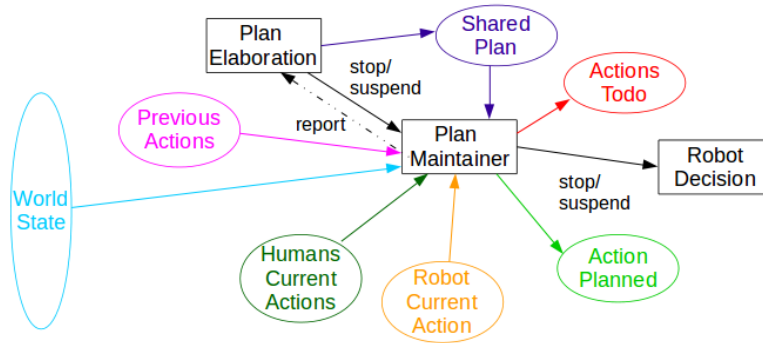 Plan
Elaboration
Shared
Plan
stop/
suspend
Actions
Todo
Previous
Actions
report
Plan
Maintainer
Robot
Decision
World
State
stop/
suspend
Humans
Current
Actions
Robot
Current
Action
Action
Planned